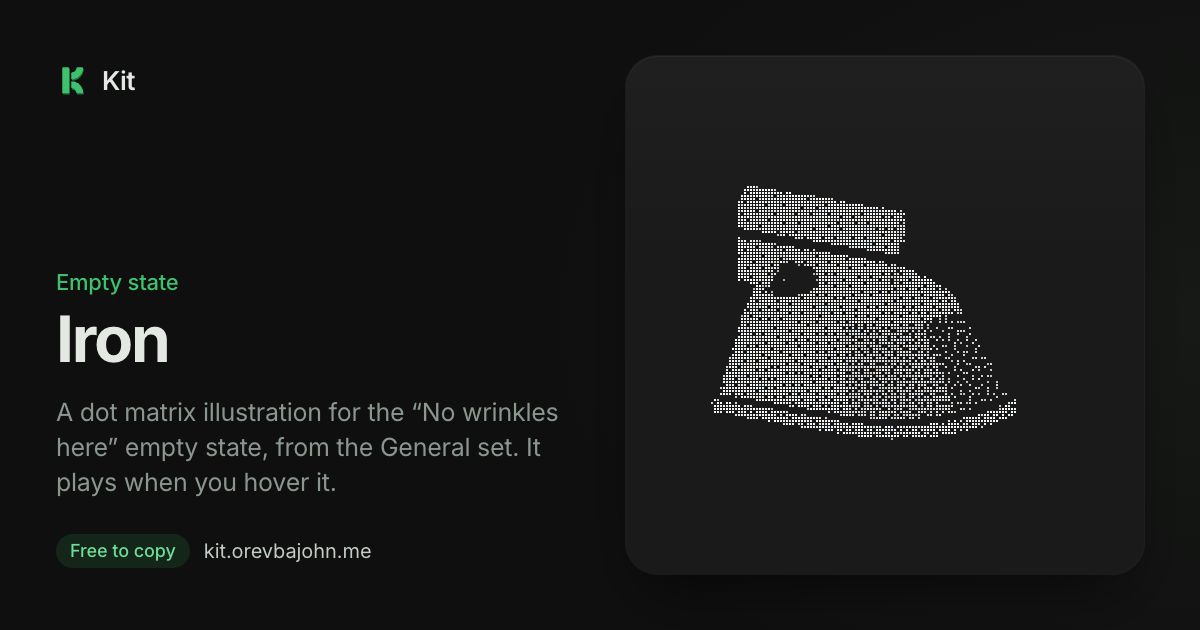 Kit
Empty state
Iron
A dot matrix illustration for the “No wrinkles
here” empty state, from the General set. It
plays when you hover it.
Free to copy
kit.orevbajohn.me